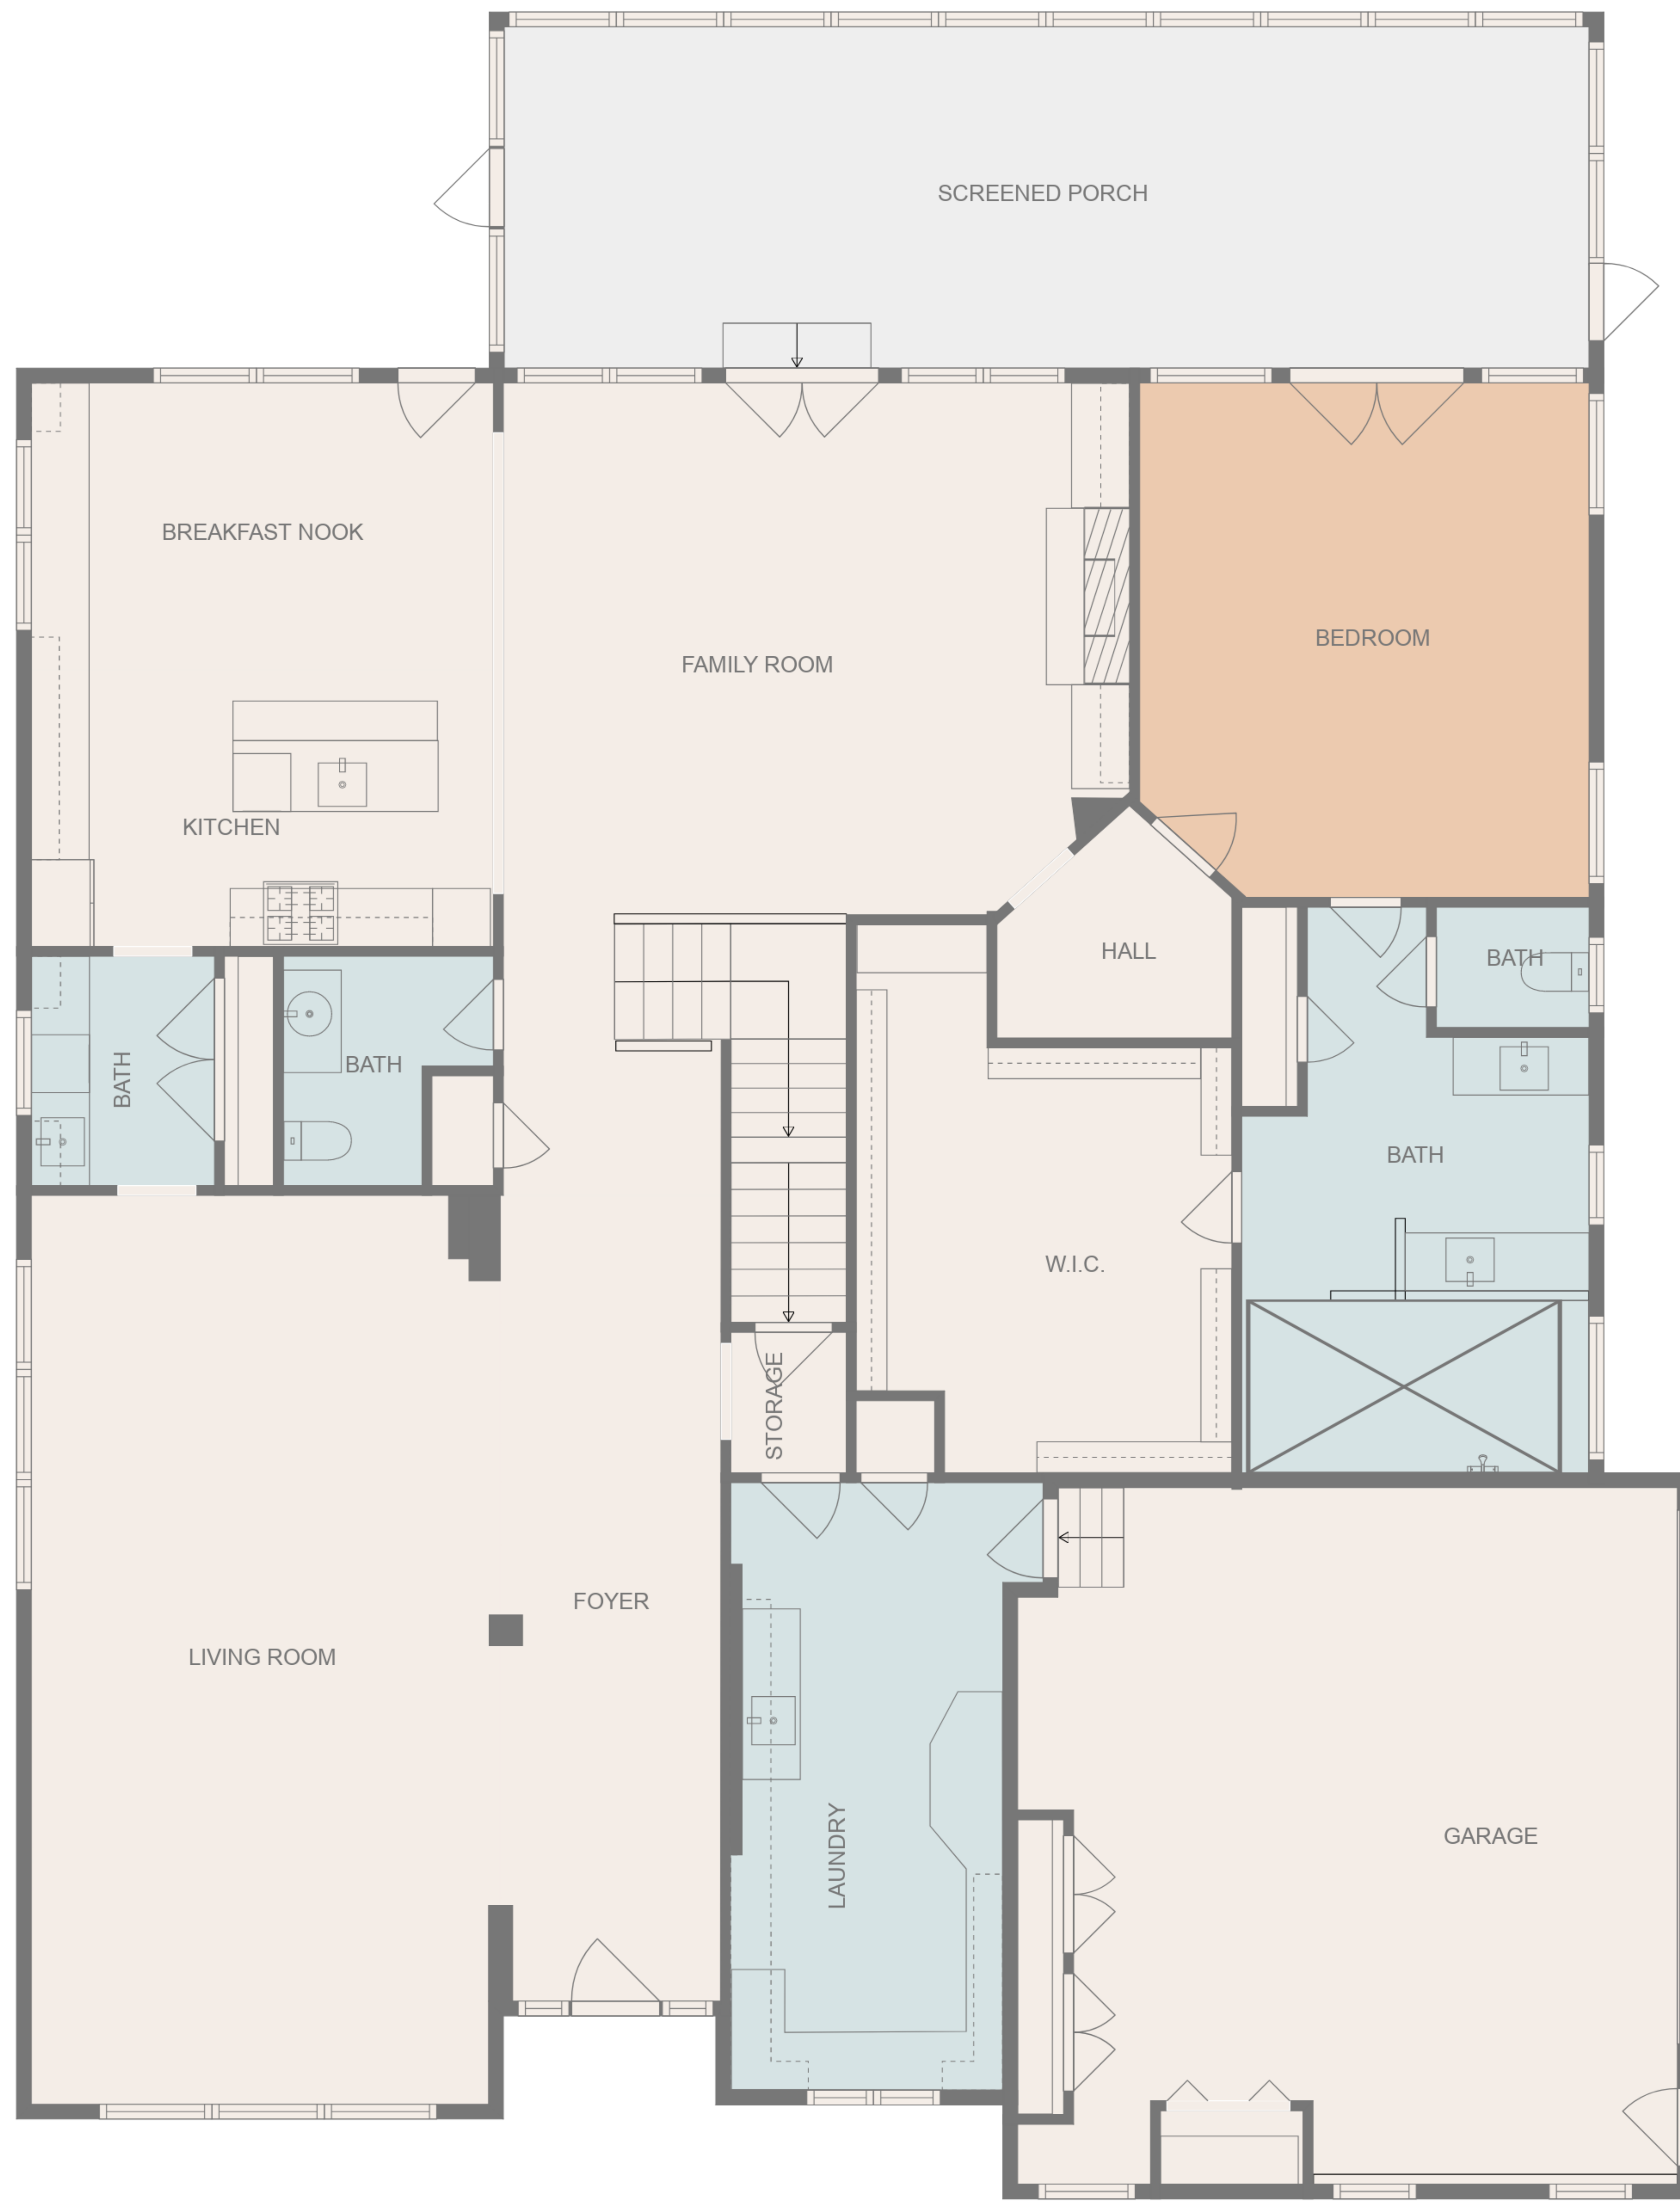 SCREENED PORCH
BREAKFAST NOOK
BEDROOM
FAMILY ROOM
KITCHEN
HALL
BATH
BATH
BATH
BATH
W.I.C.
STORAGE
FOYER
LIVING ROOM
GARAGE
LAUNDRY